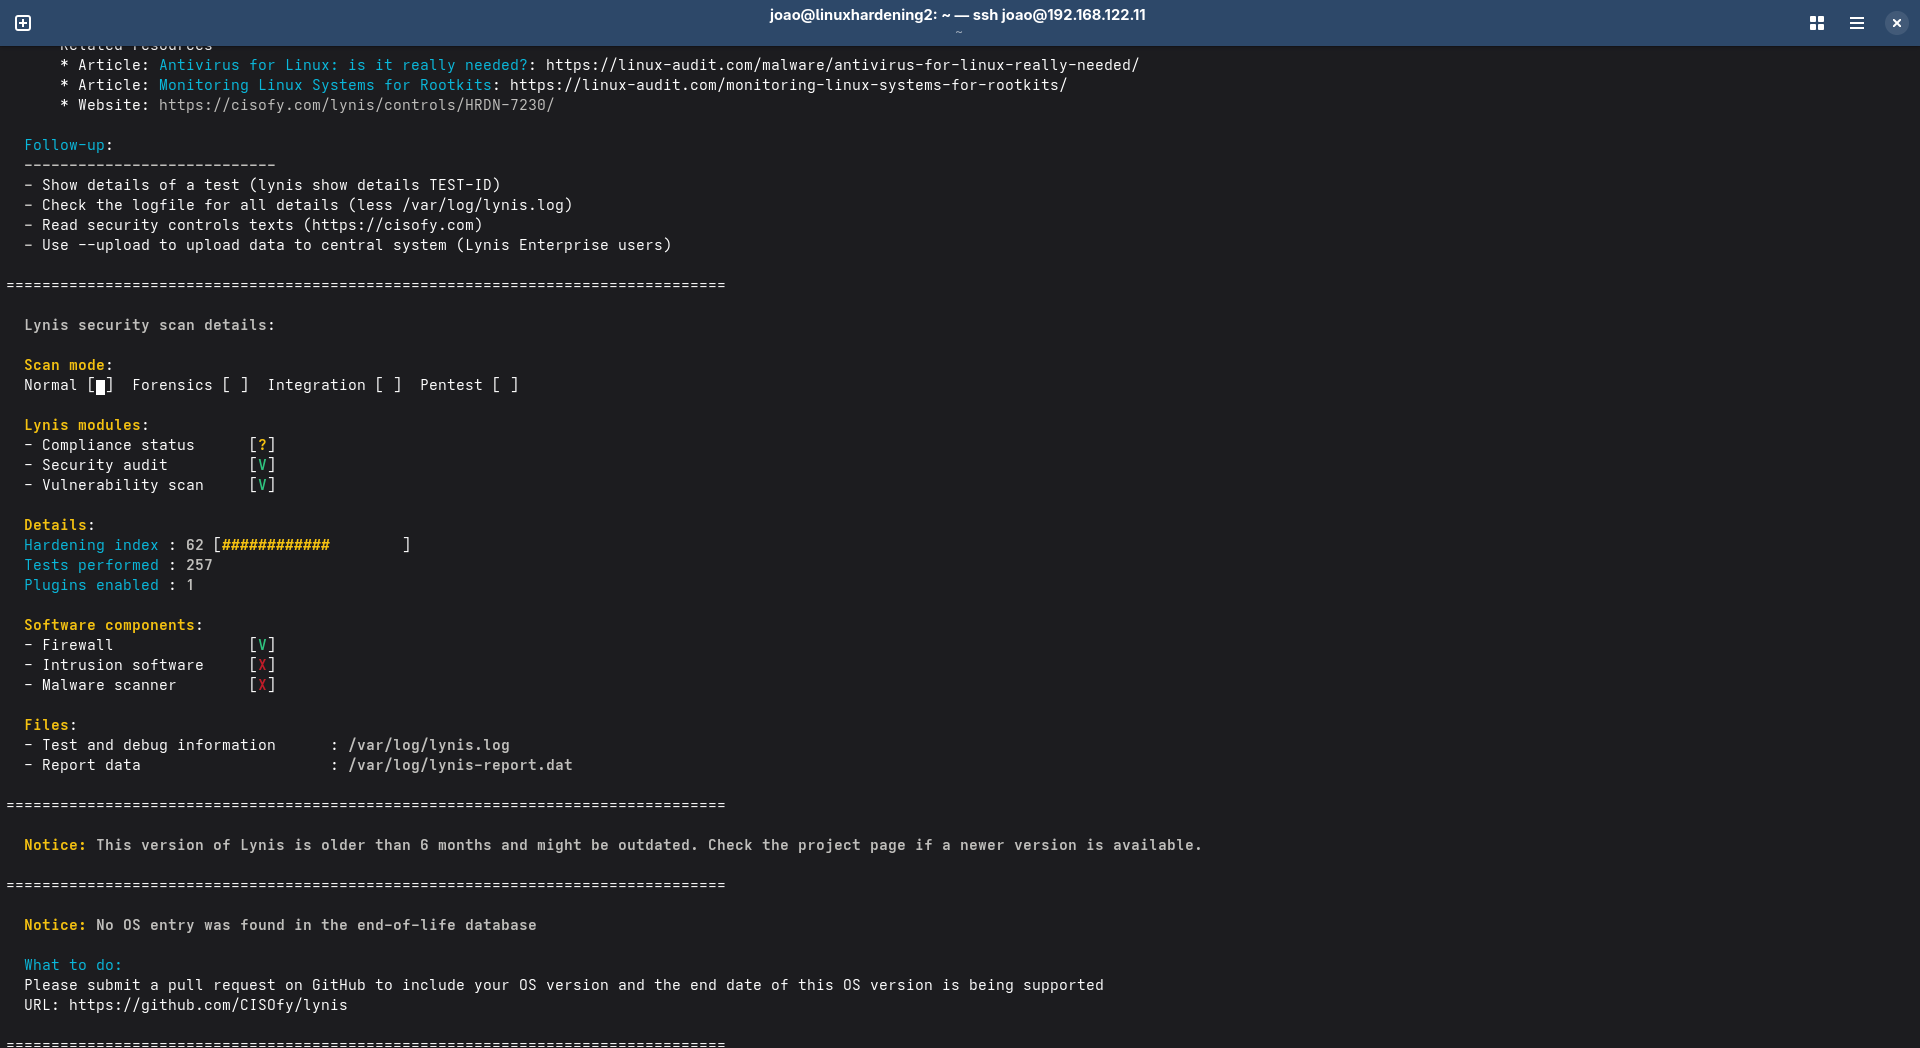 joao@linuxhardening2: ~ — ssh joao@192.168.122.11
~
Related resources
* Article: Antivirus for Linux: is it really needed?: https://linux-audit.com/malware/antivirus-for-linux-really-needed/
* Article: Monitoring Linux Systems for Rootkits: https://linux-audit.com/monitoring-linux-systems-for-rootkits/
* Website: https://cisofy.com/lynis/controls/HRDN-7230/
Follow-up:
----------------------------
- Show details of a test (lynis show details TEST-ID)
- Check the logfile for all details (less /var/log/lynis.log)
- Read security controls texts (https://cisofy.com)
- Use --upload to upload data to central system (Lynis Enterprise users)
================================================================================
Lynis security scan details:
Scan mode:
Normal [ ]  Forensics [ ]  Integration [ ]  Pentest [ ]
Lynis modules:
- Compliance status      [?]
- Security audit         [V]
- Vulnerability scan     [V]
Details:
Hardening index : 62 [############        ]
Tests performed : 257
Plugins enabled : 1
Software components:
- Firewall               [V]
- Intrusion software     [X]
- Malware scanner        [X]
Files:
- Test and debug information      : /var/log/lynis.log
- Report data                     : /var/log/lynis-report.dat
================================================================================
Notice: This version of Lynis is older than 6 months and might be outdated. Check the project page if a newer version is available.
================================================================================
Notice: No OS entry was found in the end-of-life database
What to do:
Please submit a pull request on GitHub to include your OS version and the end date of this OS version is being supported
URL: https://github.com/CISOfy/lynis
================================================================================